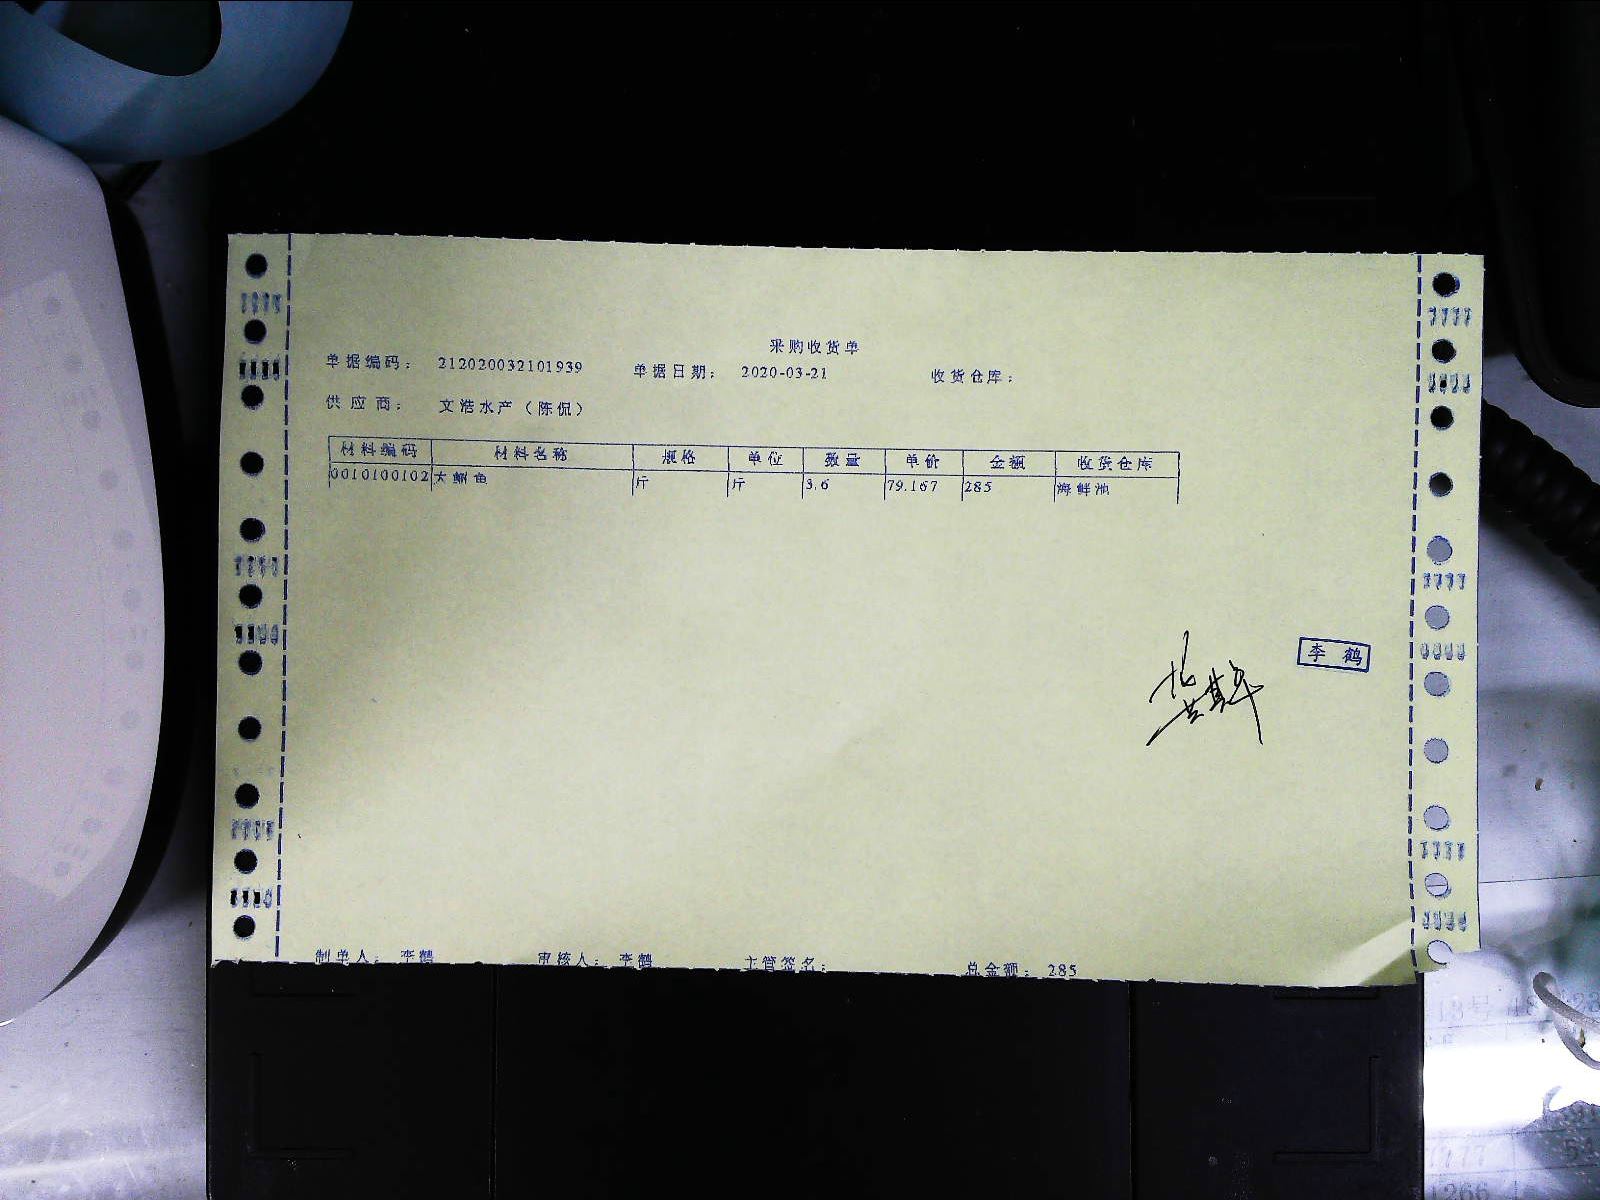 采购收货单
单据编码： 212020032101939 单据日期： 2020-03-21 收货仓库：
供应商： 文浩水产（陈侃）
材料编码 材料名称 规格 单位 数量 单价 金额 收货仓库
0010100102 大鮰鱼 斤 斤 3.6 79.167 285 海鲜池
李鹤
制单人： 李鹤 审核人： 李鹤 主管签名： 总金额： 285